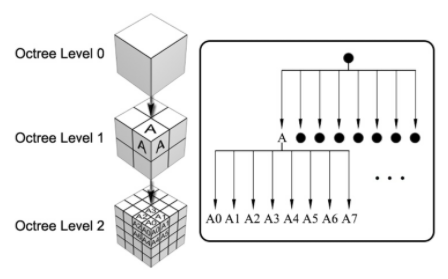 Octree Level 0
Octree Level 1
A
A A
Octree Level 2
A
A0 A1 A2 A3 A4 A5 A6 A7